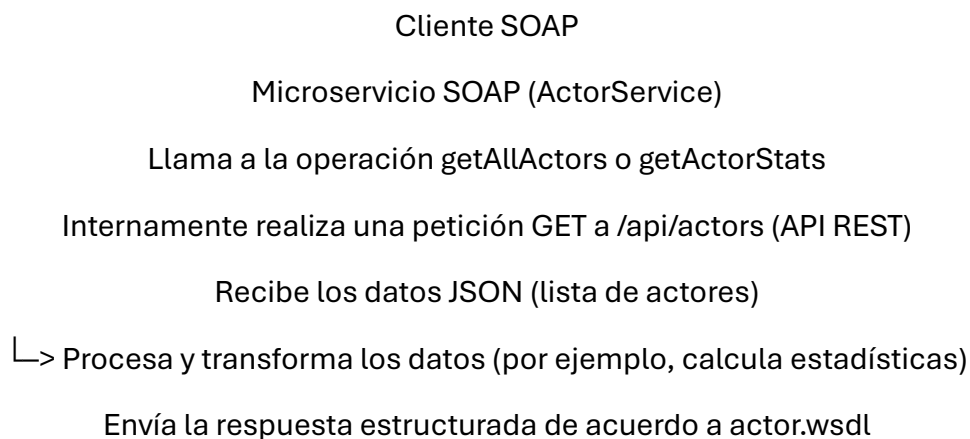 Cliente SOAP
Microservicio SOAP (ActorService)
Llama a la operación getAllActors o getActorStats
Internamente realiza una petición GET a /api/actors (API REST)
Recibe los datos JSON (lista de actores)
└─> Procesa y transforma los datos (por ejemplo, calcula estadísticas)
Envía la respuesta estructurada de acuerdo a actor.wsdl